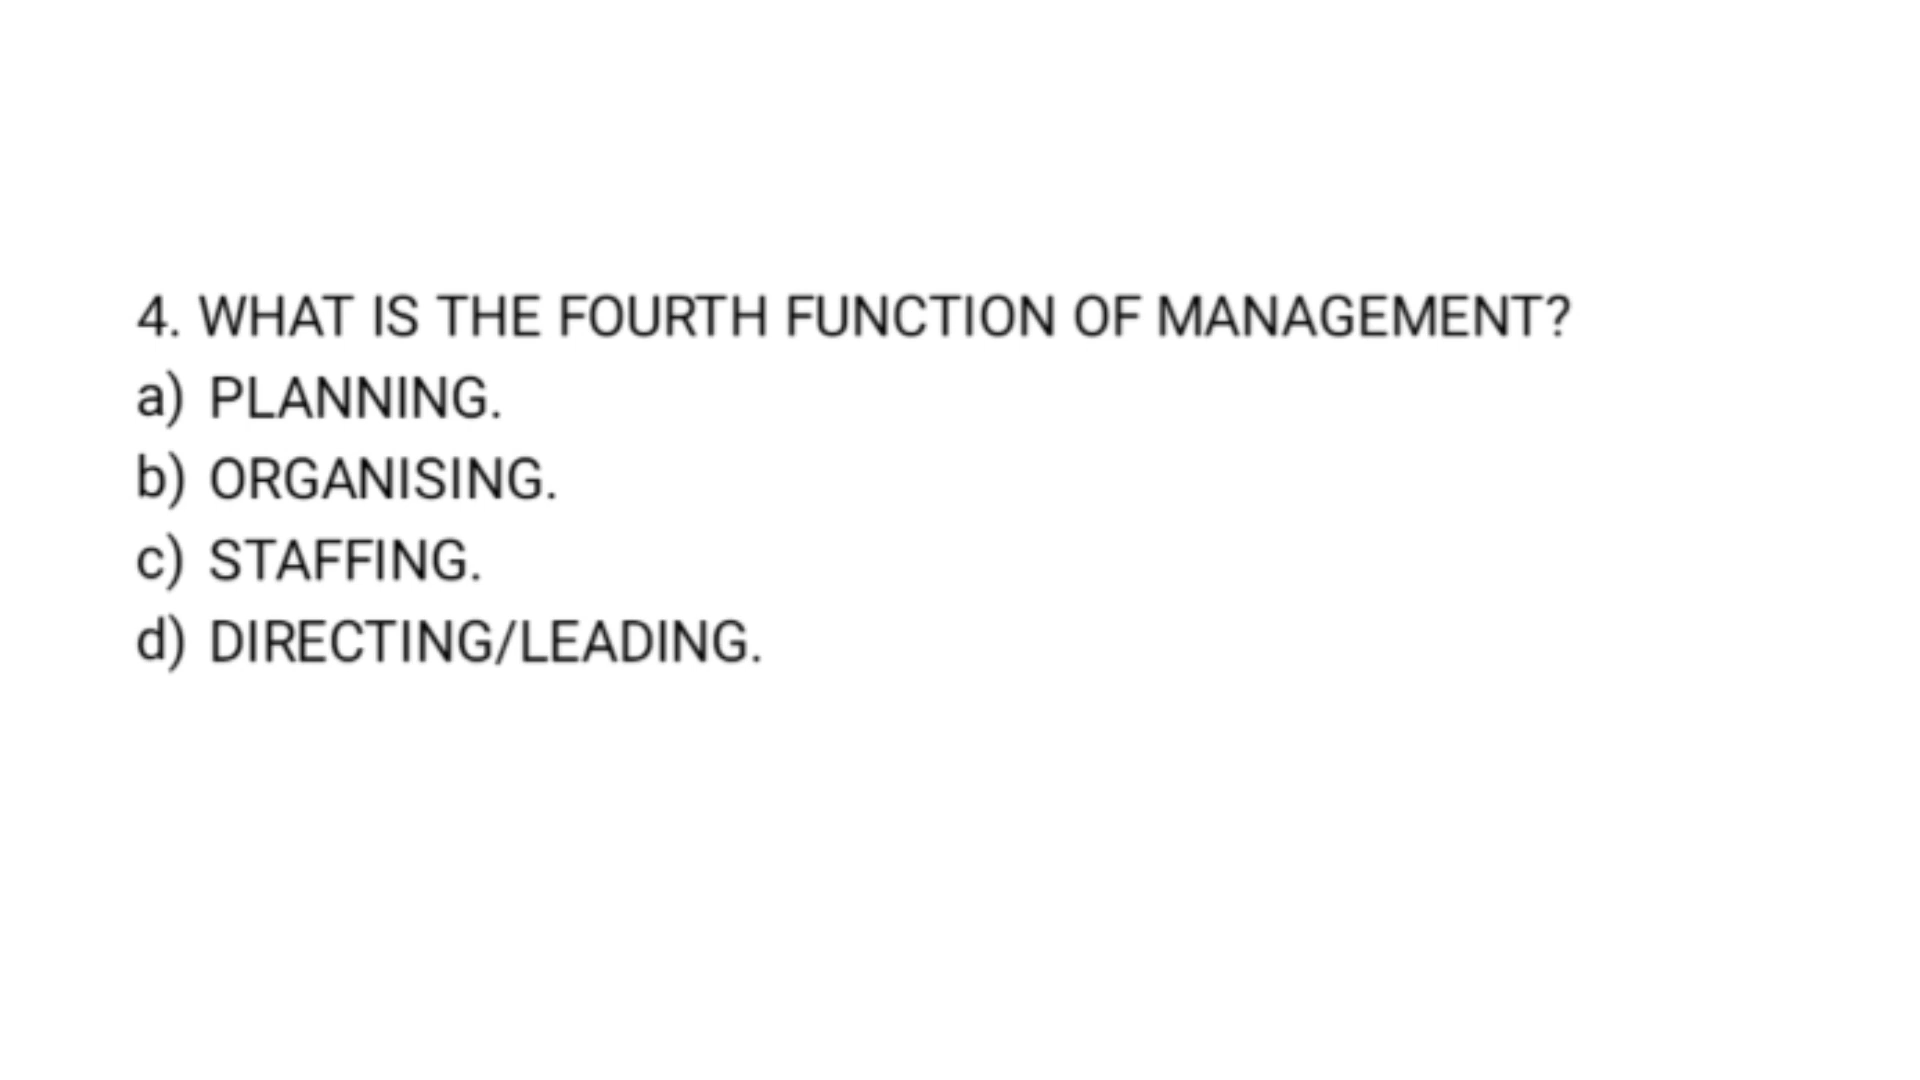 4. WHAT IS THE FOURTH FUNCTION OF MANAGEMENT?
a) PLANNING.
b) ORGANISING.
c) STAFFING.
d) DIRECTING/LEADING.